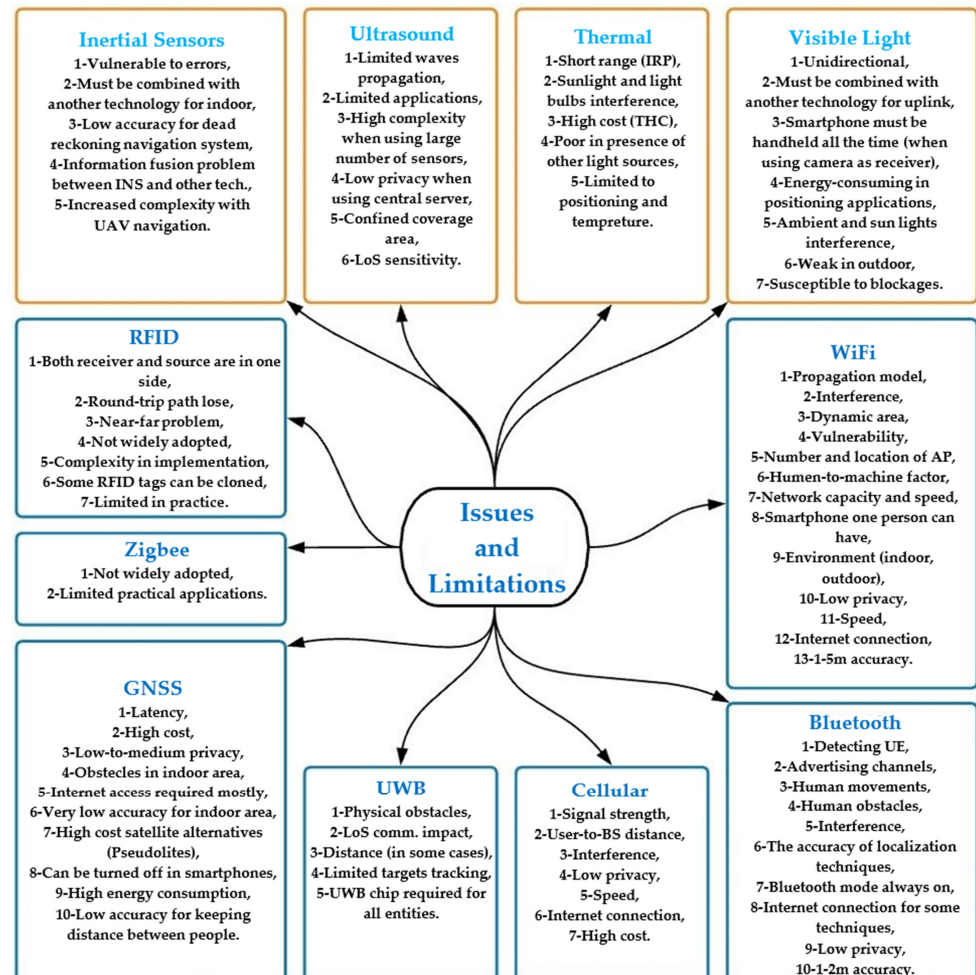 Inertial Sensors
1-Vulnerable to errors,
2-Must be combined with
another technology for indoor,
3-Low accuracy for dead
reckoning navigation system,
4-Information fusion problem
between INS and other tech.,
5-Increased complexity with
UAV navigation.
Ultrasound
1-Limited waves
propagation,
2-Limited applications,
3-High complexity
when using large
number of sensors,
4-Low privacy when
using central server,
5-Confined coverage
area,
6-LoS sensitivity.
Thermal
1-Short range (IRP),
2-Sunlight and light
bulbs interference,
3-High cost (THC),
4-Poor in presence of
other light sources,
5-Limited to
positioning and
tempreture.
Visible Light
1-Unidirectional,
2-Must be combined with
another technology for uplink,
3-Smartphone must be
handheld all the time (when
using camera as receiver),
4-Energy-consuming in
positioning applications,
5-Ambient and sun lights
interference,
6-Weak in outdoor,
7-Susceptible to blockages.
RFID
1-Both receiver and source are in one
side,
2-Round-trip path lose,
3-Near-far problem,
4-Not widely adopted,
5-Complexity in implementation,
6-Some RFID tags can be cloned,
7-Limited in practice.
Zigbee
1-Not widely adopted,
2-Limited practical applications.
Issues
and
Limitations
WiFi
1-Propagation model,
2-Interference,
3-Dynamic area,
4-Vulnerability,
5-Number and location of AP,
6-Humen-to-machine factor,
7-Network capacity and speed,
8-Smartphone one person can
have,
9-Environment (indoor,
outdoor),
10-Low privacy,
11-Speed,
12-Internet connection,
13-1-5m accuracy.
GNSS
1-Latency,
2-High cost,
3-Low-to-medium privacy,
4-Obstecles in indoor area,
5-Internet access required mostly,
6-Very low accuracy for indoor area,
7-High cost satellite alternatives
(Pseudolites),
8-Can be turned off in smartphones,
9-High energy consumption,
10-Low accuracy for keeping
distance between people.
UWB
1-Physical obstacles,
2-LoS comm. impact,
3-Distance (in some cases),
4-Limited targets tracking,
5-UWB chip required for
all entities.
Cellular
1-Signal strength,
2-User-to-BS distance,
3-Interference,
4-Low privacy,
5-Speed,
6-Internet connection,
7-High cost.
Bluetooth
1-Detecting UE,
2-Advertising channels,
3-Human movements,
4-Human obstacles,
5-Interference,
6-The accuracy of localization
techniques,
7-Bluetooth mode always on,
8-Internet connection for some
techniques,
9-Low privacy,
10-1-2m accuracy.